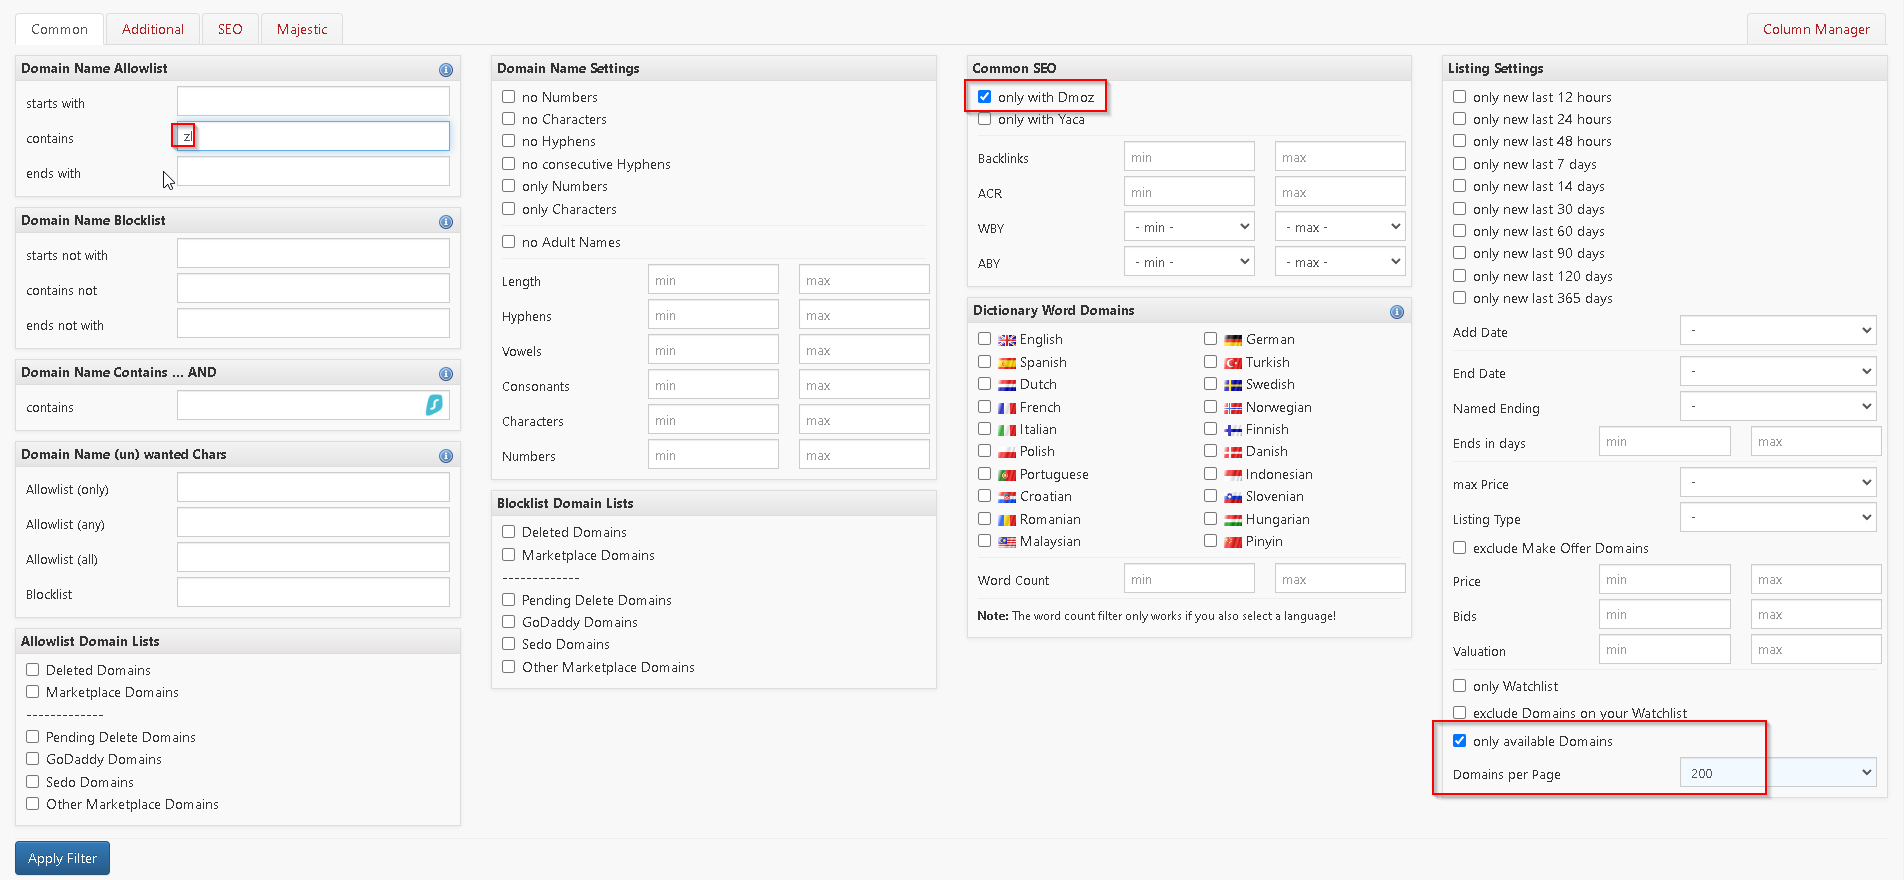 Common
Additional
SEO
Majestic
Column Manager
Domain Name Allowlist
starts with
contains
zl
ends with
Domain Name Blocklist
starts not with
contains not
ends not with
Domain Name Contains ... AND
contains
Domain Name (un) wanted Chars
Allowlist (only)
Allowlist (any)
Allowlist (all)
Blocklist
Allowlist Domain Lists
Deleted Domains
Marketplace Domains
-------------
Pending Delete Domains
GoDaddy Domains
Sedo Domains
Other Marketplace Domains
Apply Filter
Domain Name Settings
no Numbers
no Characters
no Hyphens
no consecutive Hyphens
only Numbers
only Characters
no Adult Names
Length min max
Hyphens min max
Vowels min max
Consonants min max
Characters min max
Numbers min max
Blocklist Domain Lists
Deleted Domains
Marketplace Domains
-------------
Pending Delete Domains
GoDaddy Domains
Sedo Domains
Other Marketplace Domains
Common SEO
only with Dmoz
only with Yaca
Backlinks min max
ACR min max
WBY - min - - max -
ABY - min - - max -
Dictionary Word Domains
English German
Spanish Turkish
Dutch Swedish
French Norwegian
Italian Finnish
Polish Danish
Portuguese Indonesian
Croatian Slovenian
Romanian Hungarian
Malaysian Pinyin
Word Count min max
Note: The word count filter only works if you also select a language!
Listing Settings
only new last 12 hours
only new last 24 hours
only new last 48 hours
only new last 7 days
only new last 14 days
only new last 30 days
only new last 60 days
only new last 90 days
only new last 120 days
only new last 365 days
Add Date -
End Date -
Named Ending -
Ends in days min max
max Price -
Listing Type -
exclude Make Offer Domains
Price min max
Bids min max
Valuation min max
only Watchlist
exclude Domains on your Watchlist
only available Domains
Domains per Page 200